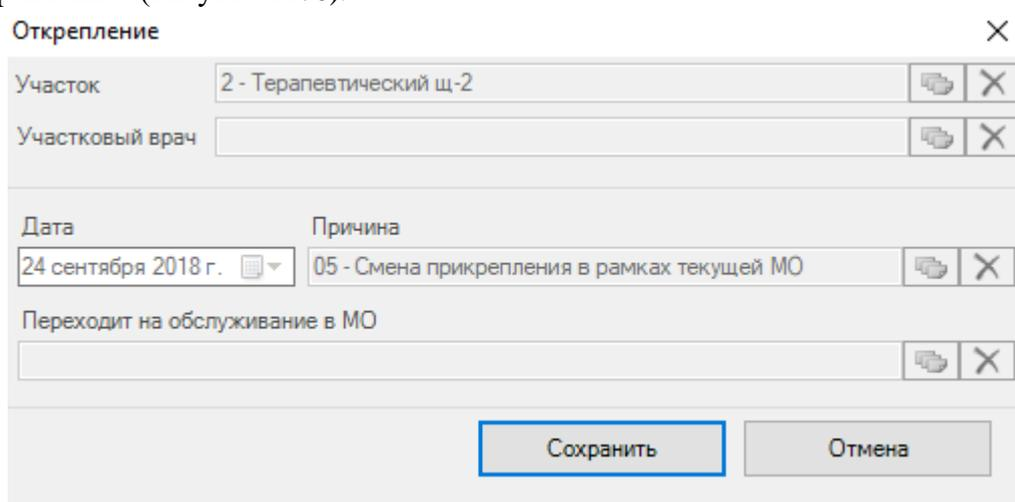 Открепление
Участок 2 - Терапевтический щ-2
Участковый врач
Дата Причина
24 сентября 2018 г. 05 - Смена прикрепления в рамках текущей МО
Переходит на обслуживание в МО
Сохранить Отмена